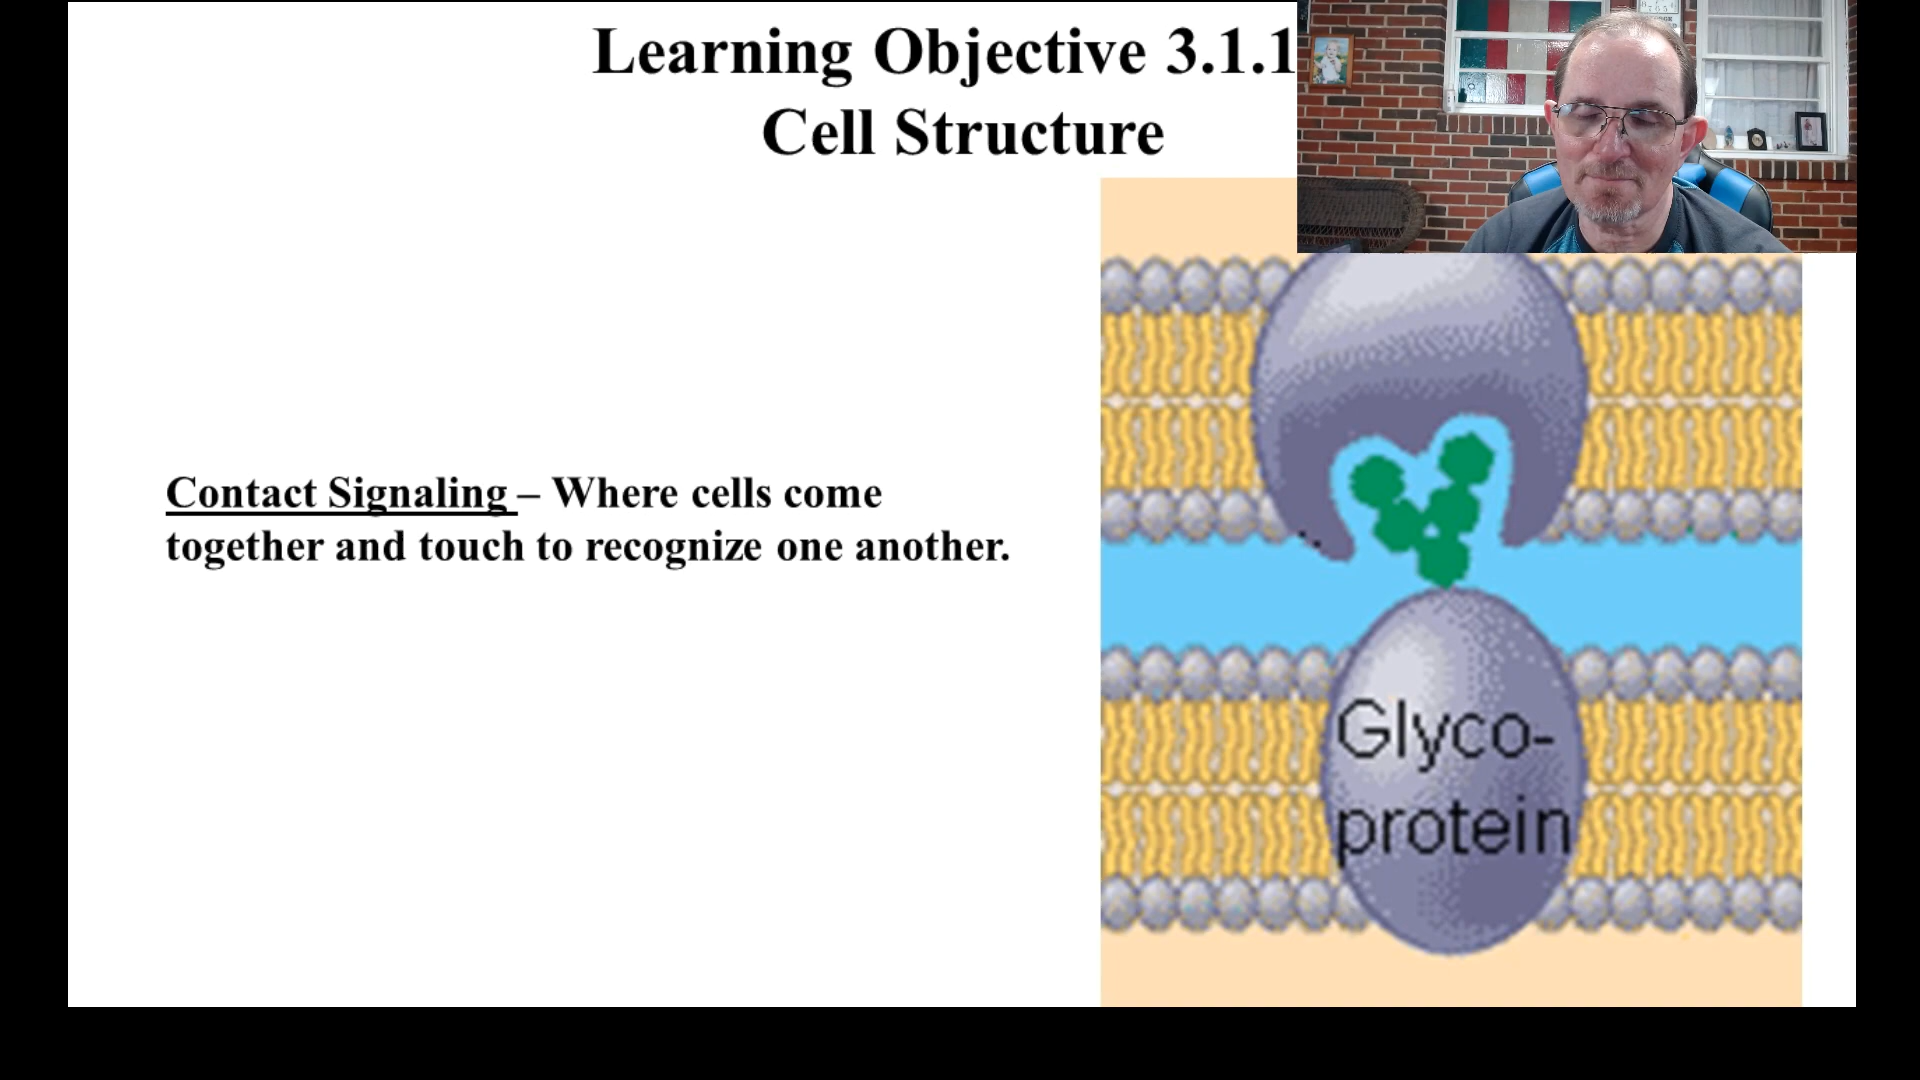 Learning Objective 3.1.1
Cell Structure
Contact Signaling – Where cells come
together and touch to recognize one another.
Glyco-
protein